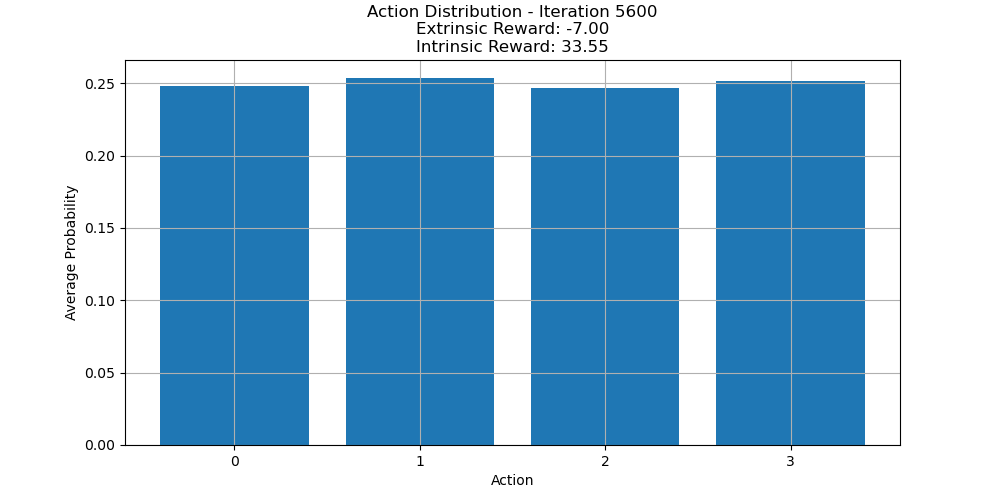 Action Distribution - Iteration 5600
Extrinsic Reward: -7.00
Intrinsic Reward: 33.55
0.25
0.20
0.15
0.10
0.05
0.00
Average Probability
0 1 2 3
Action